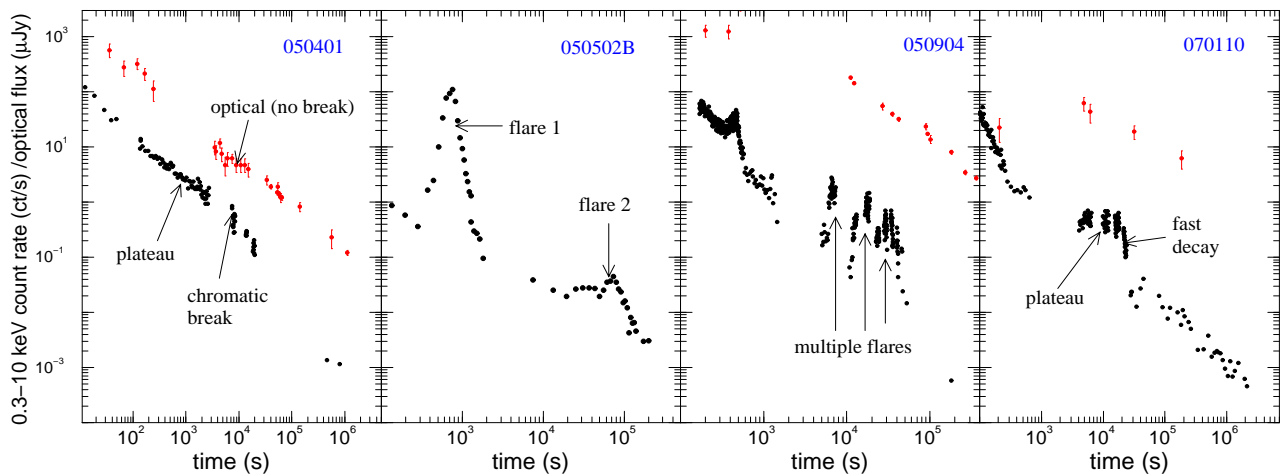 0.3–10 keV count rate (ct/s) /optical flux (μJy)
10³
10
10⁻¹
10⁻³
050401
optical (no break)
plateau
chromatic
break
10² 10³ 10⁴ 10⁵ 10⁶
time (s)
050502B
flare 1
flare 2
10³ 10⁴ 10⁵
time (s)
050904
multiple flares
10³ 10⁴ 10⁵
time (s)
070110
fast
decay
plateau
10³ 10⁴ 10⁵ 10⁶
time (s)